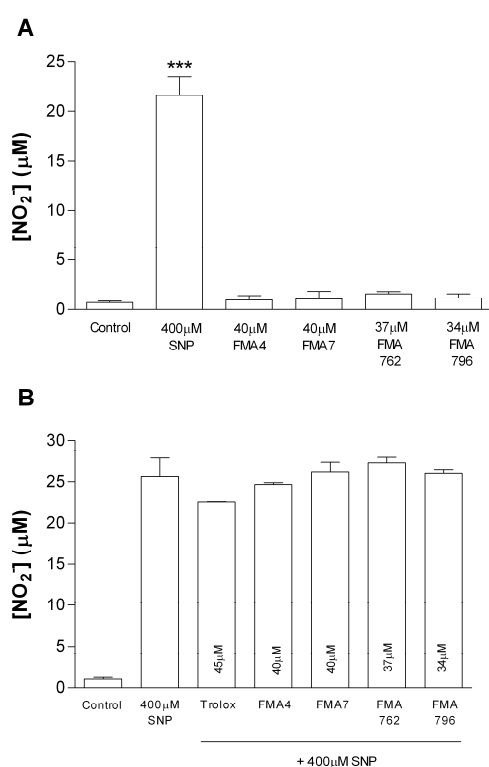 A
[NO2] (μM)
25
20
15
10
5
0
***
Control 400μM 40μM 40μM 37μM 34μM
SNP FMA4 FMA7 FMA FMA
762 796
B
[NO2] (μM)
30
25
20
15
10
5
0
45μM 40μM 40μM 37μM 34μM
Control 400μM Trolox FMA4 FMA7 FMA FMA
SNP 762 796
+ 400μM SNP